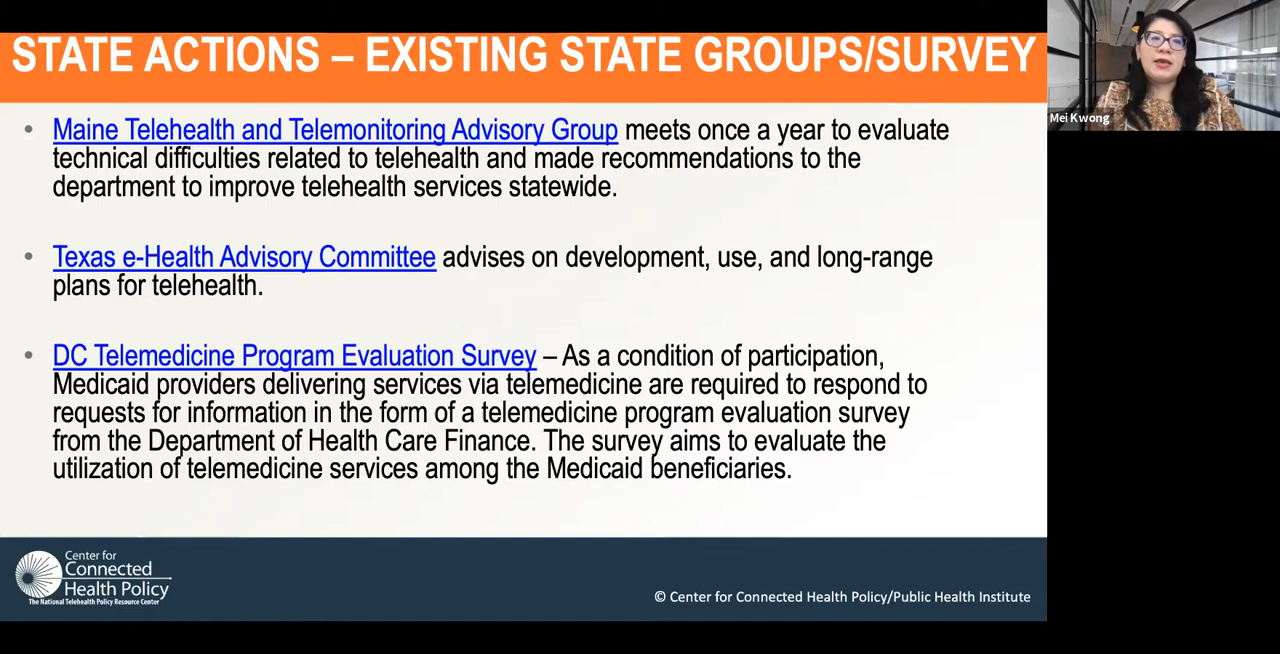 STATE ACTIONS – EXISTING STATE GROUPS/SURVEY
Mei Kwong
• Maine Telehealth and Telemonitoring Advisory Group meets once a year to evaluate
technical difficulties related to telehealth and made recommendations to the
department to improve telehealth services statewide.
• Texas e-Health Advisory Committee advises on development, use, and long-range
plans for telehealth.
• DC Telemedicine Program Evaluation Survey – As a condition of participation,
Medicaid providers delivering services via telemedicine are required to respond to
requests for information in the form of a telemedicine program evaluation survey
from the Department of Health Care Finance. The survey aims to evaluate the
utilization of telemedicine services among the Medicaid beneficiaries.
Center for
Connected
Health Policy
The National Telehealth Policy Resource Center
© Center for Connected Health Policy/Public Health Institute